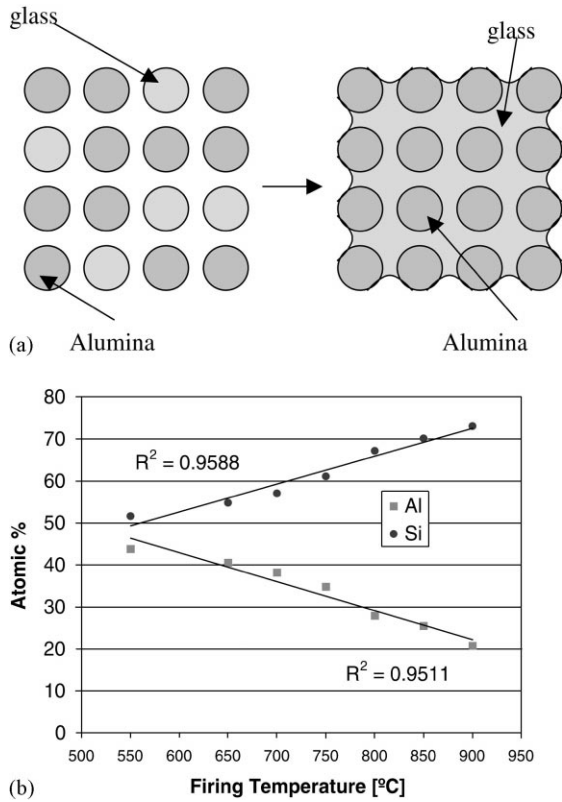 glass
glass
Alumina
Alumina
(a)
80
70
60
50
40
30
20
10
0
Atomic %
R² = 0.9588
Al
Si
R² = 0.9511
500 550 600 650 700 750 800 850 900 950
Firing Temperature [ºC]
(b)